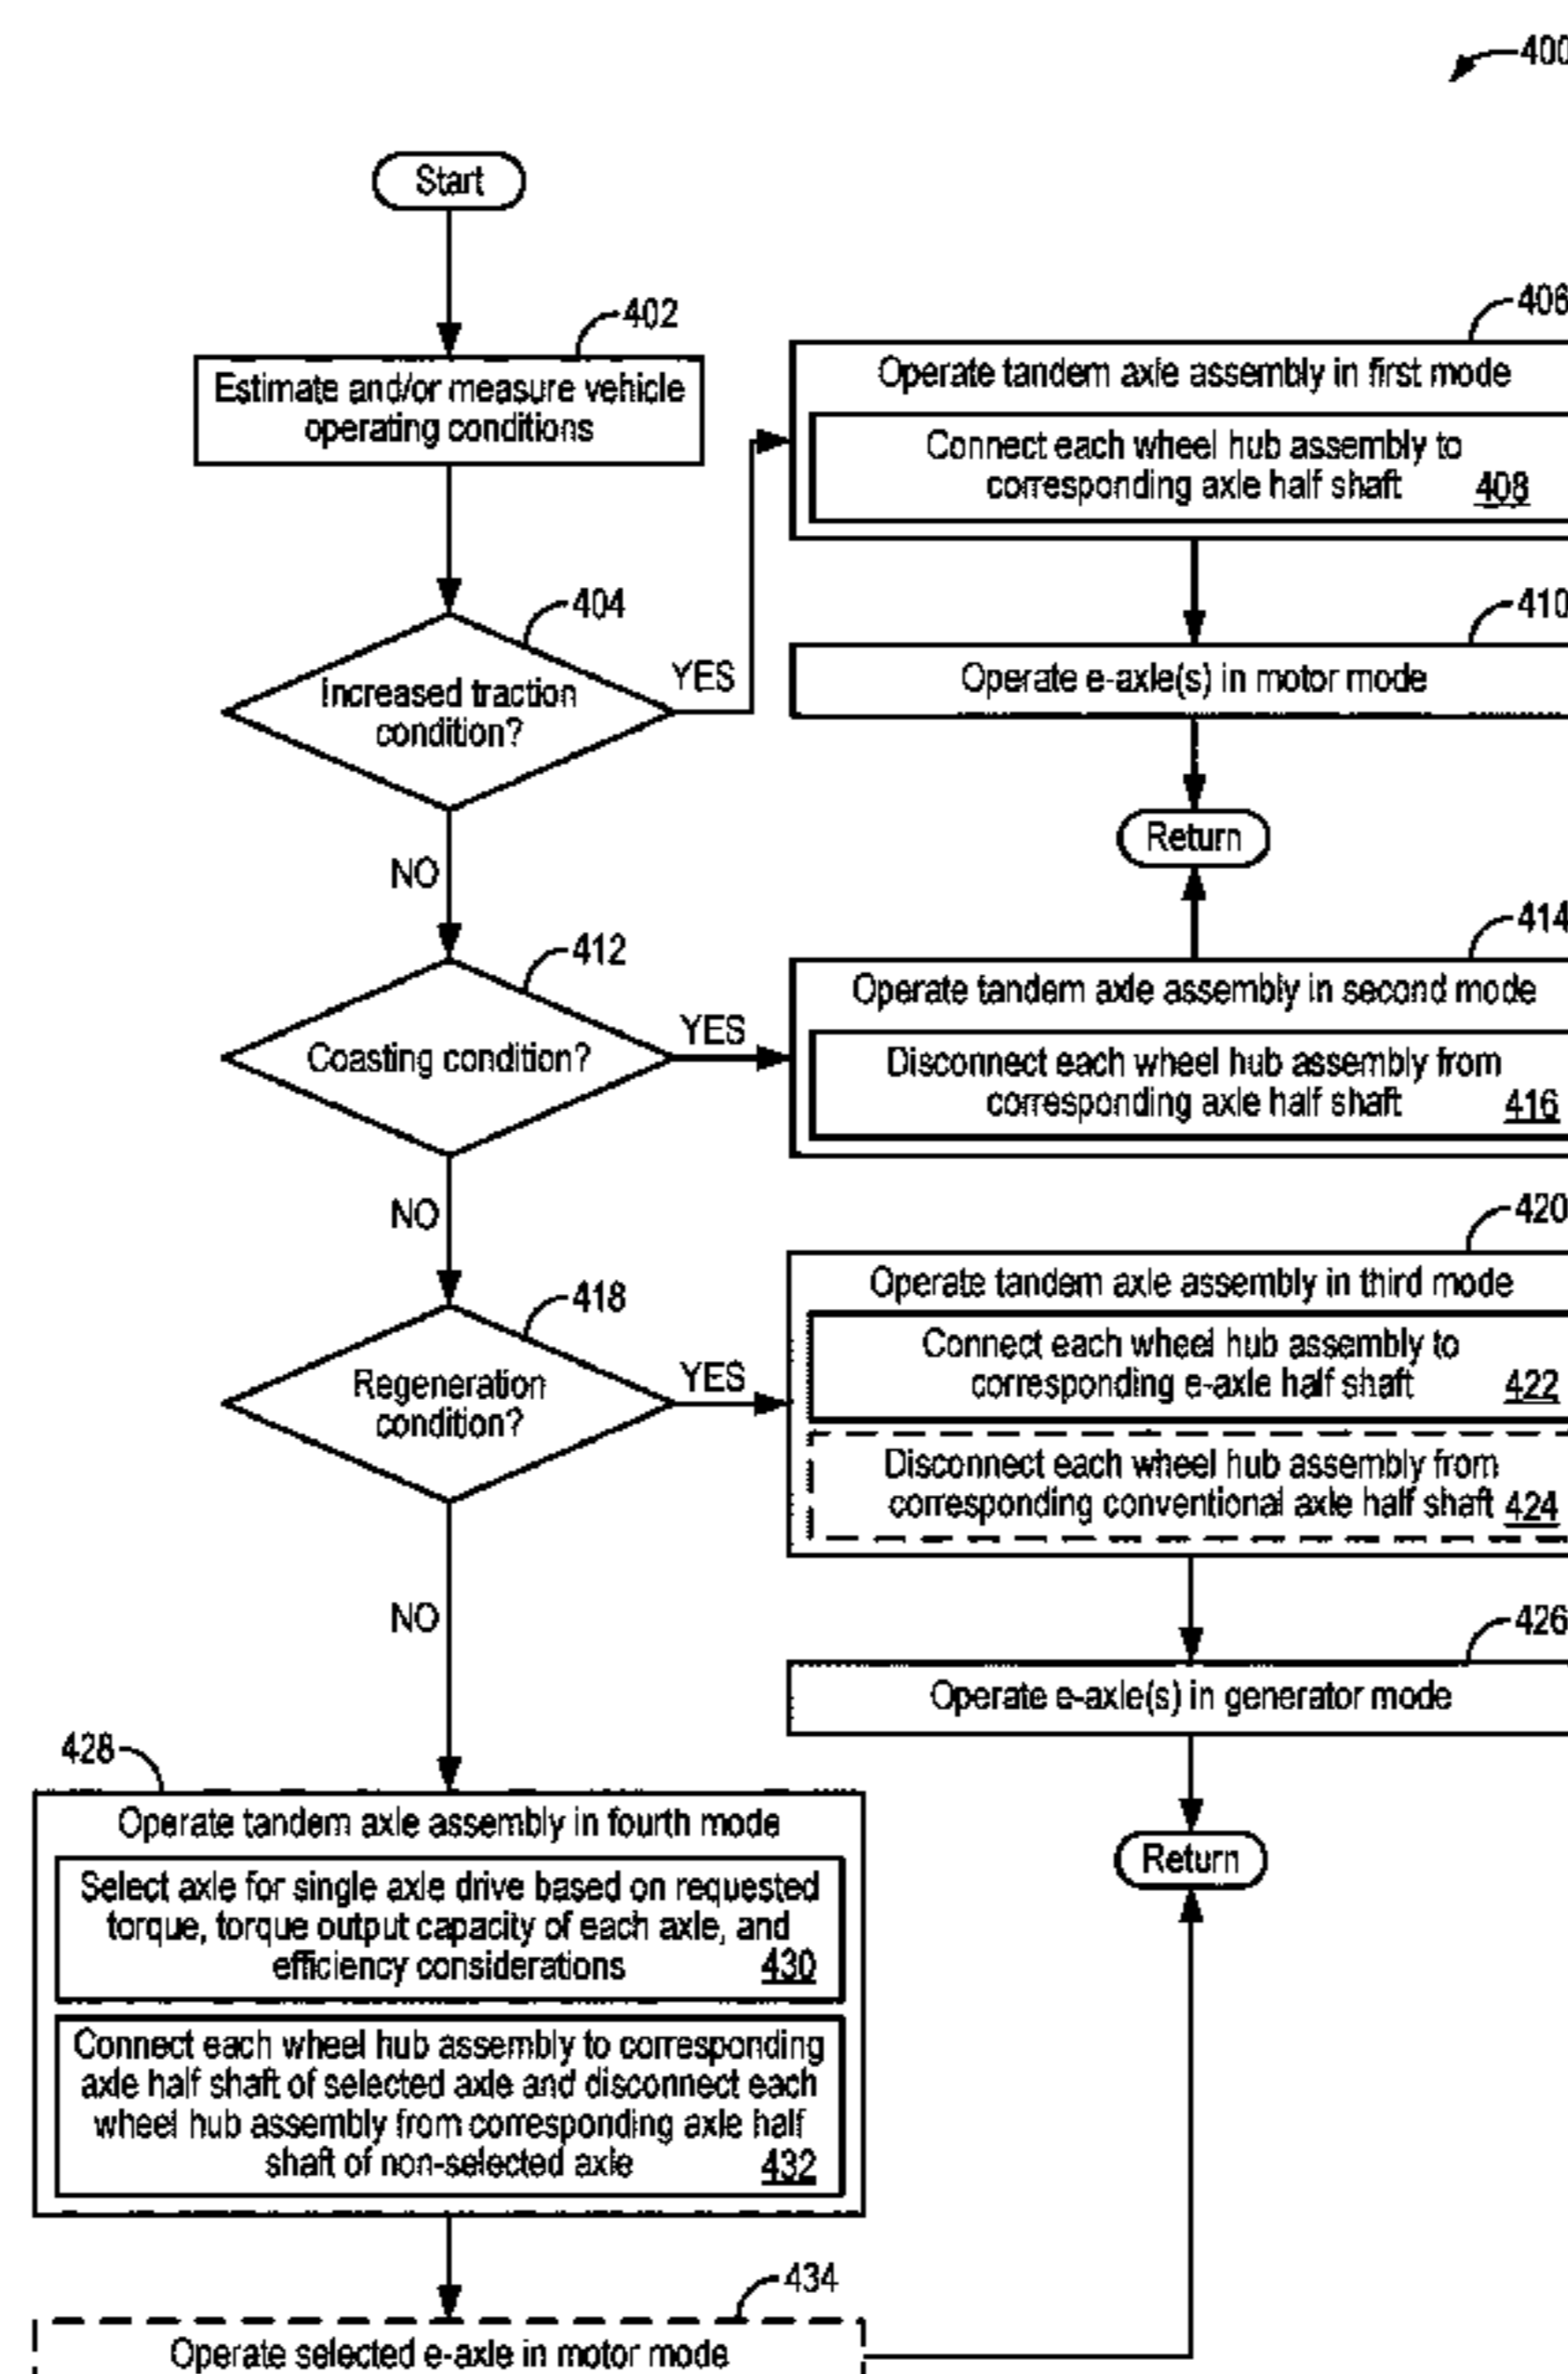 400
Start
402
Estimate and/or measure vehicle
operating conditions
404
Increased traction
condition?
YES
NO
406
Operate tandem axle assembly in first mode
Connect each wheel hub assembly to
corresponding axle half shaft 408
410
Operate e-axle(s) in motor mode
Return
412
Coasting condition?
YES
NO
414
Operate tandem axle assembly in second mode
Disconnect each wheel hub assembly from
corresponding axle half shaft 416
418
Regeneration
condition?
YES
NO
420
Operate tandem axle assembly in third mode
Connect each wheel hub assembly to
corresponding e-axle half shaft 422
Disconnect each wheel hub assembly from
corresponding conventional axle half shaft 424
426
Operate e-axle(s) in generator mode
Return
428
Operate tandem axle assembly in fourth mode
Select axle for single axle drive based on requested
torque, torque output capacity of each axle, and
efficiency considerations 430
Connect each wheel hub assembly to corresponding
axle half shaft of selected axle and disconnect each
wheel hub assembly from corresponding axle half
shaft of non-selected axle 432
434
Operate selected e-axle in motor mode